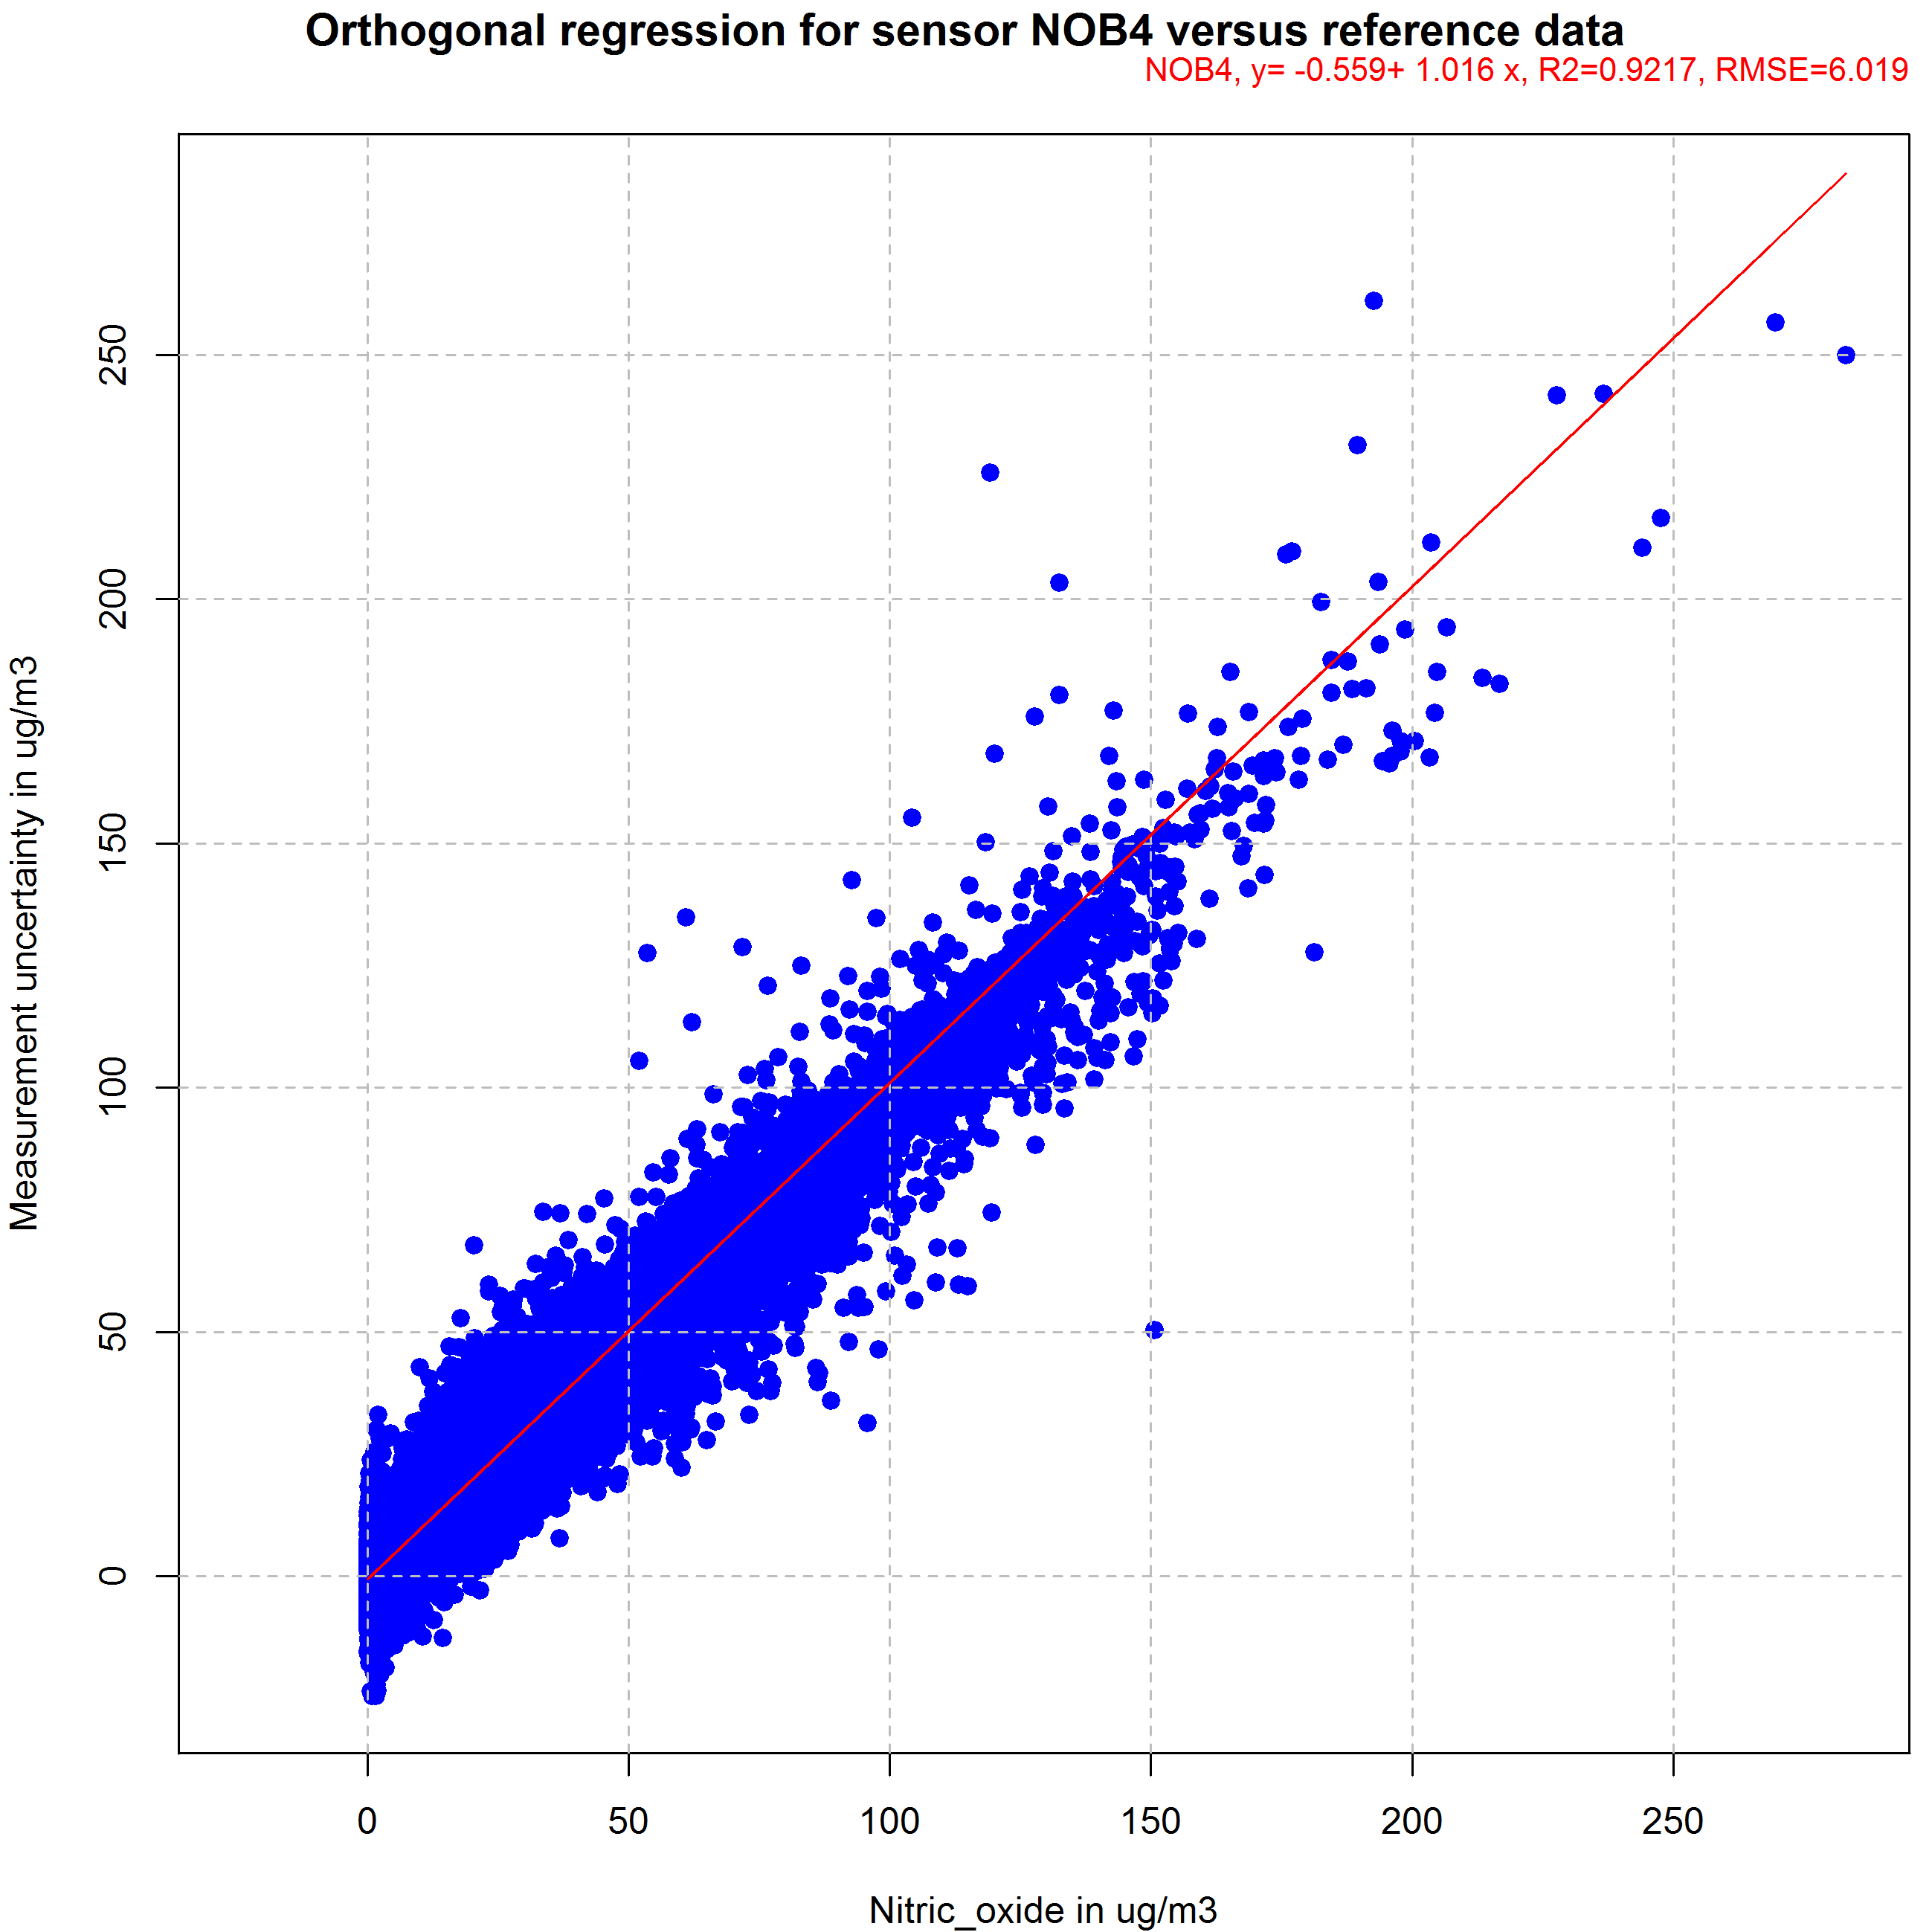 Orthogonal regression for sensor NOB4 versus reference data
NOB4, y= -0.559+ 1.016 x, R2=0.9217, RMSE=6.019
Measurement uncertainty in ug/m3
250
200
150
100
50
0
0 50 100 150 200 250
Nitric_oxide in ug/m3